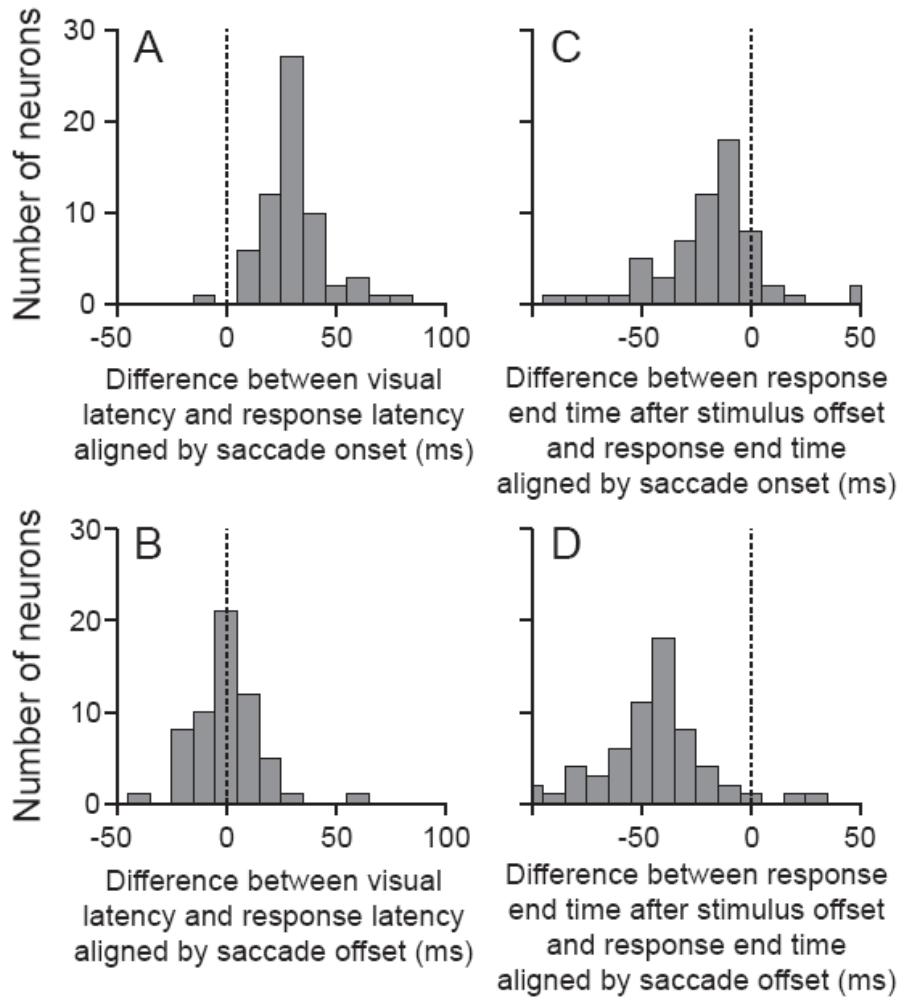 Number of neurons
30
20
10
0
A
-50
0
50
100
Difference between visual
latency and response latency
aligned by saccade onset (ms)
C
-50
0
50
Difference between response
end time after stimulus offset
and response end time
aligned by saccade onset (ms)
Number of neurons
30
20
10
0
B
-50
0
50
100
Difference between visual
latency and response latency
aligned by saccade offset (ms)
D
-50
0
50
Difference between response
end time after stimulus offset
and response end time
aligned by saccade offset (ms)